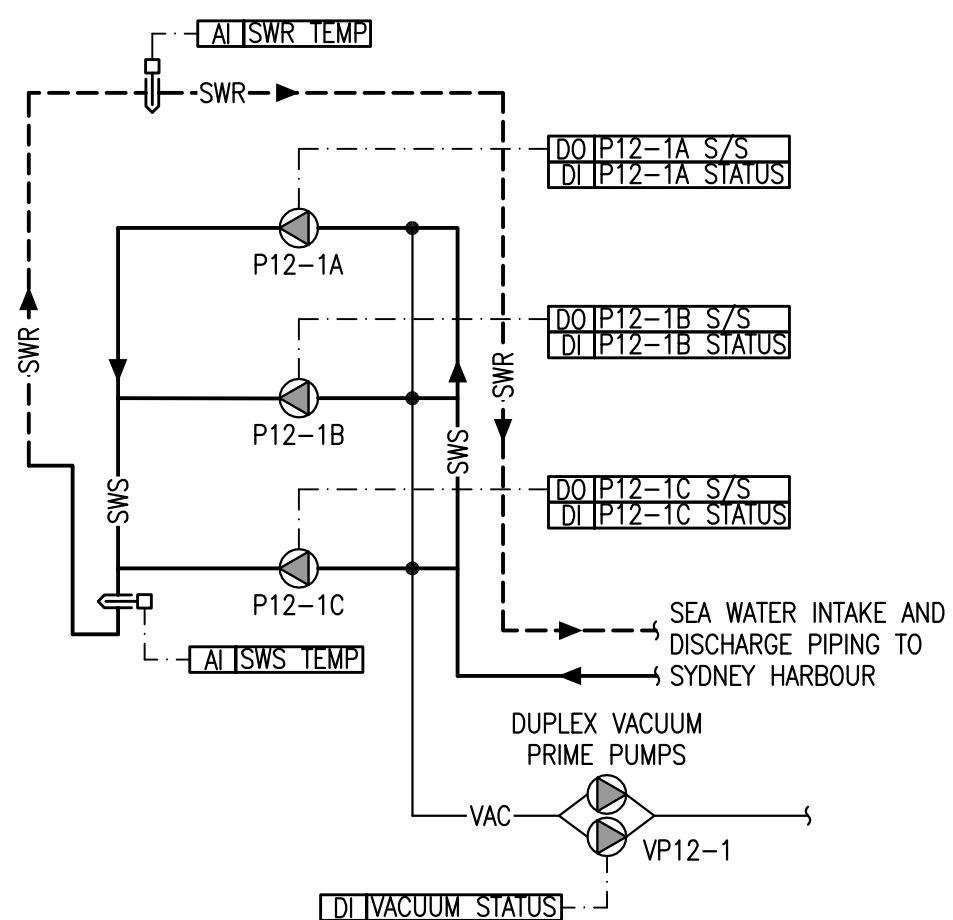 AI SWR TEMP
SWR
DO P12-1A S/S
DI P12-1A STATUS
P12-1A
DO P12-1B S/S
DI P12-1B STATUS
SWR
SWR
P12-1B
SWS
SWS
DO P12-1C S/S
DI P12-1C STATUS
P12-1C
SEA WATER INTAKE AND
DISCHARGE PIPING TO
SYDNEY HARBOUR
AI SWS TEMP
DUPLEX VACUUM
PRIME PUMPS
VAC
VP12-1
DI VACUUM STATUS